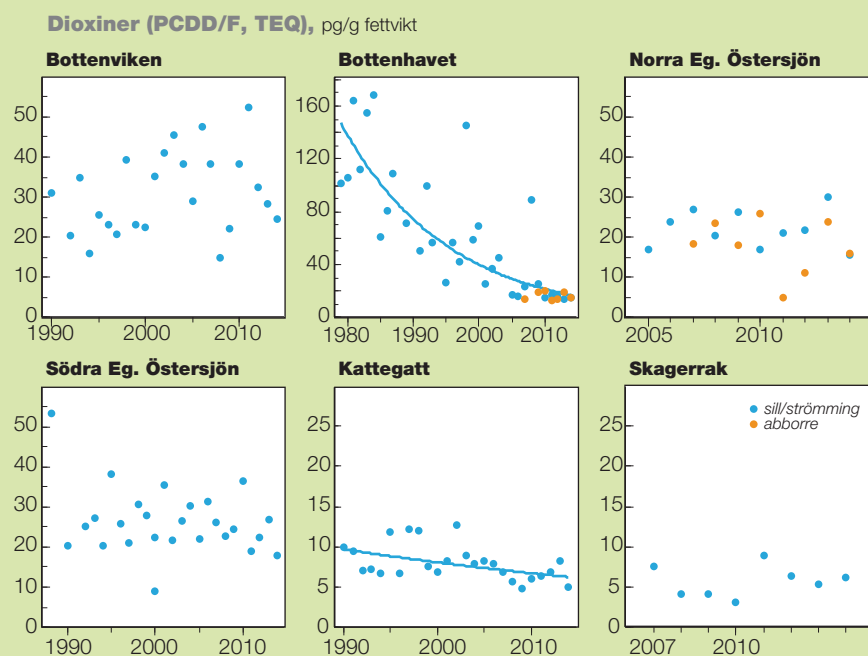 Dioxiner (PCDD/F, TEQ), pg/g fettvikt
Bottenviken
50
40
30
20
10
0
1990 2000 2010
Bottenhavet
160
120
80
40
0
1980 1990 2000 2010
Norra Eg. Östersjön
50
40
30
20
10
0
2005 2010
Södra Eg. Östersjön
50
40
30
20
10
0
1990 2000 2010
Kattegatt
25
20
15
10
5
0
1990 2000 2010
Skagerrak
sill/strömming
abborre
25
20
15
10
5
0
2007 2010